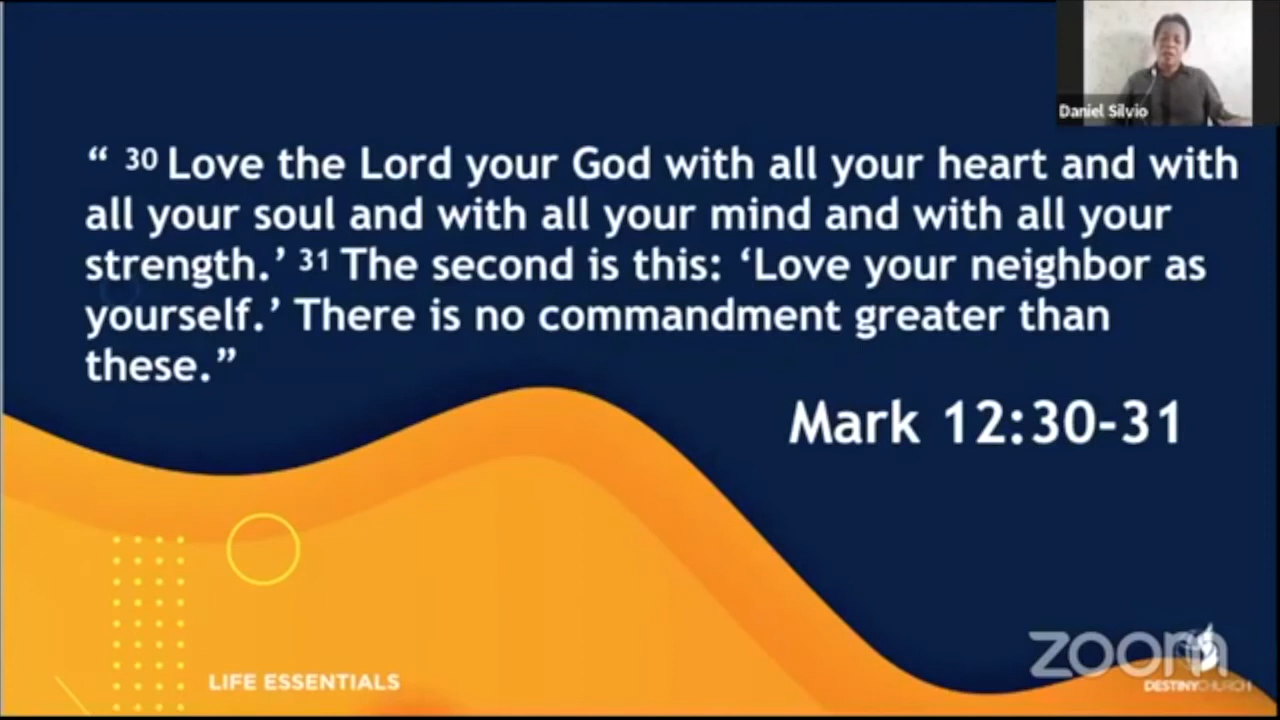 Daniel Silvio
“ 30 Love the Lord your God with all your heart and with
all your soul and with all your mind and with all your
strength.’ 31 The second is this: ‘Love your neighbor as
yourself.’ There is no commandment greater than
these.”
Mark 12:30-31
LIFE ESSENTIALS
zoom
DESTINY CHURCH